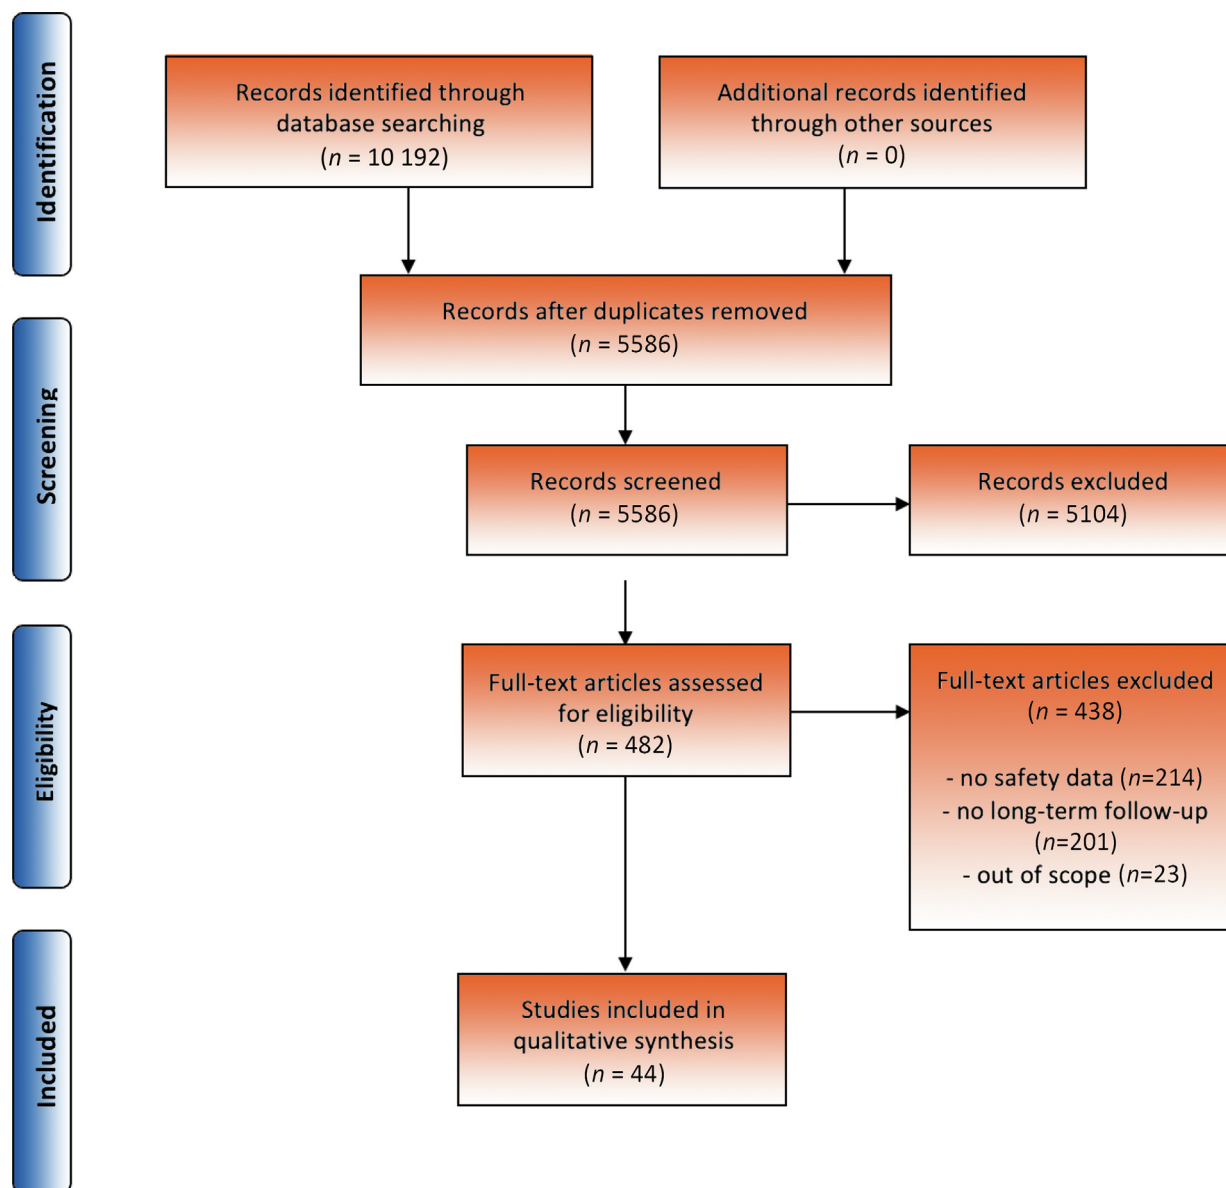 Identification
Records identified through
database searching
(n = 10 192)
Additional records identified
through other sources
(n = 0)
Records after duplicates removed
(n = 5586)
Screening
Records screened
(n = 5586)
Records excluded
(n = 5104)
Eligibility
Full-text articles assessed
for eligibility
(n = 482)
Full-text articles excluded
(n = 438)
- no safety data (n=214)
- no long-term follow-up
(n=201)
- out of scope (n=23)
Included
Studies included in
qualitative synthesis
(n = 44)